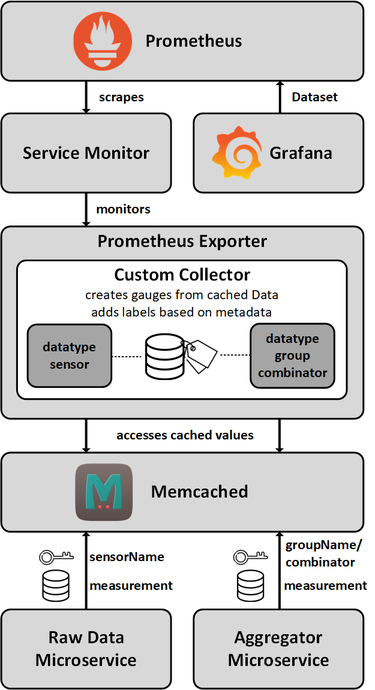 Prometheus
scrapes
Dataset
Service Monitor
Grafana
monitors
Prometheus Exporter
Custom Collector
creates gauges from cached Data
adds labels based on metadata
datatype
sensor
datatype
group
combinator
accesses cached values
Memcached
sensorName
measurement
groupName/
combinator
measurement
Raw Data
Microservice
Aggregator
Microservice